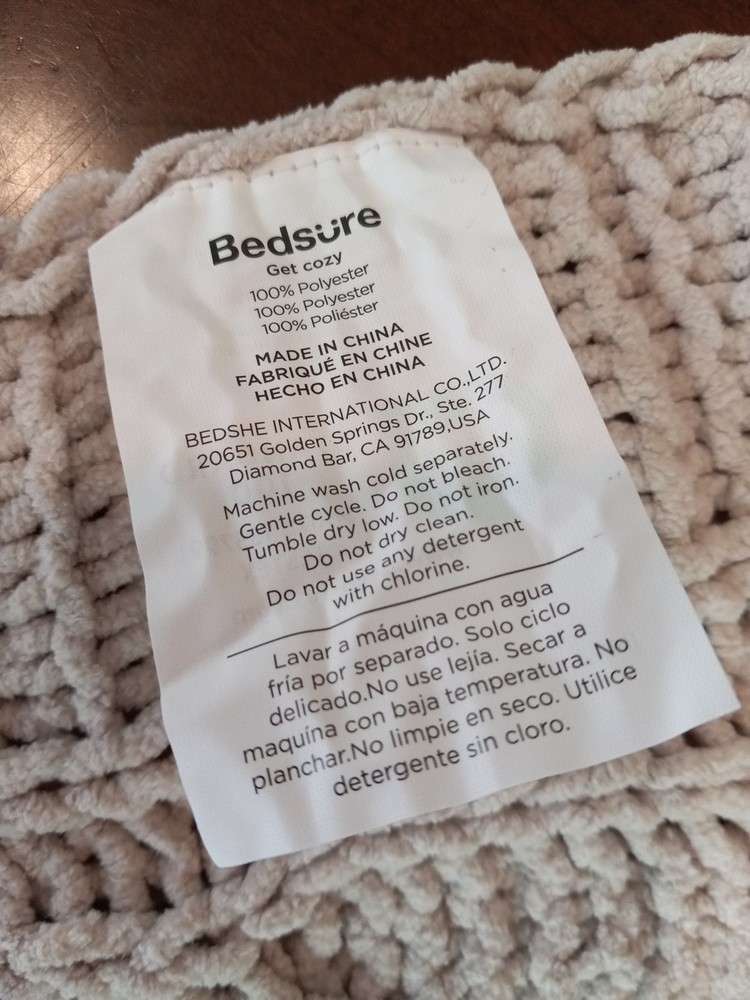 Bedsüre
Get cozy
100% Polyester
100% Polyester
100% Poliéster
MADE IN CHINA
FABRIQUÉ EN CHINE
HECHO EN CHINA
BEDSHE INTERNATIONAL CO.,LTD.
20651 Golden Springs Dr., Ste. 277
Diamond Bar, CA 91789,USA
Machine wash cold separately.
Gentle cycle. Do not bleach.
Tumble dry low. Do not iron.
Do not dry clean.
Do not use any detergent
with chlorine.
Lavar a máquina con agua
fría por separado. Solo ciclo
delicado.No use lejía. Secar a
maquína con baja temperatura. No
planchar.No limpie en seco. Utilice
detergente sin cloro.